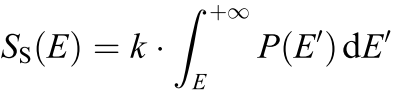 S_S(E) = k · ∫_E^{+∞} P(E′) dE′